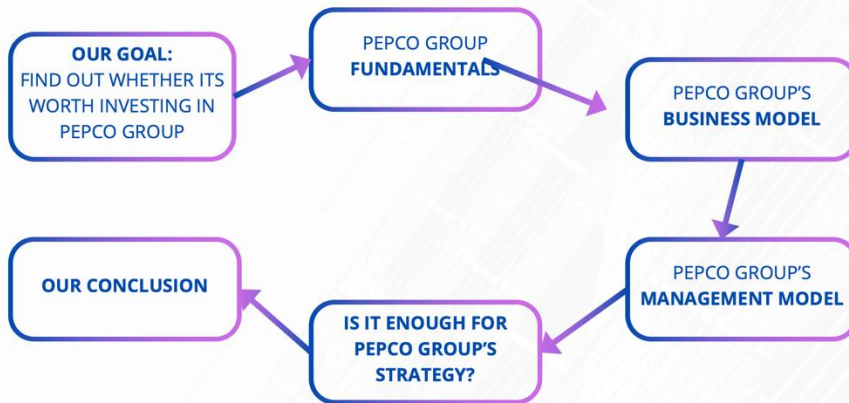 OUR GOAL:
FIND OUT WHETHER ITS
WORTH INVESTING IN
PEPCO GROUP
PEPCO GROUP
FUNDAMENTALS
PEPCO GROUP'S
BUSINESS MODEL
PEPCO GROUP'S
MANAGEMENT MODEL
IS IT ENOUGH FOR
PEPCO GROUP'S
STRATEGY?
OUR CONCLUSION